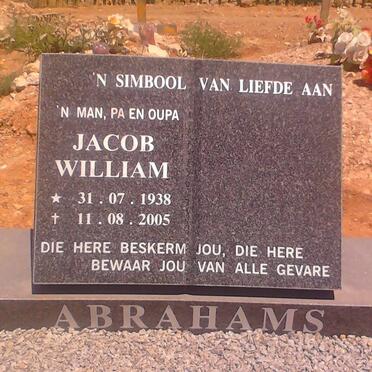 'N SIMBOOL VAN LIEFDE AAN
'N MAN, PA EN OUPA
JACOB
WILLIAM
★ 31 . 07 . 1938
✝ 11 . 08 . 2005
DIE HERE BESKERM JOU, DIE HERE
BEWAAR JOU VAN ALLE GEVARE
ABRAHAMS